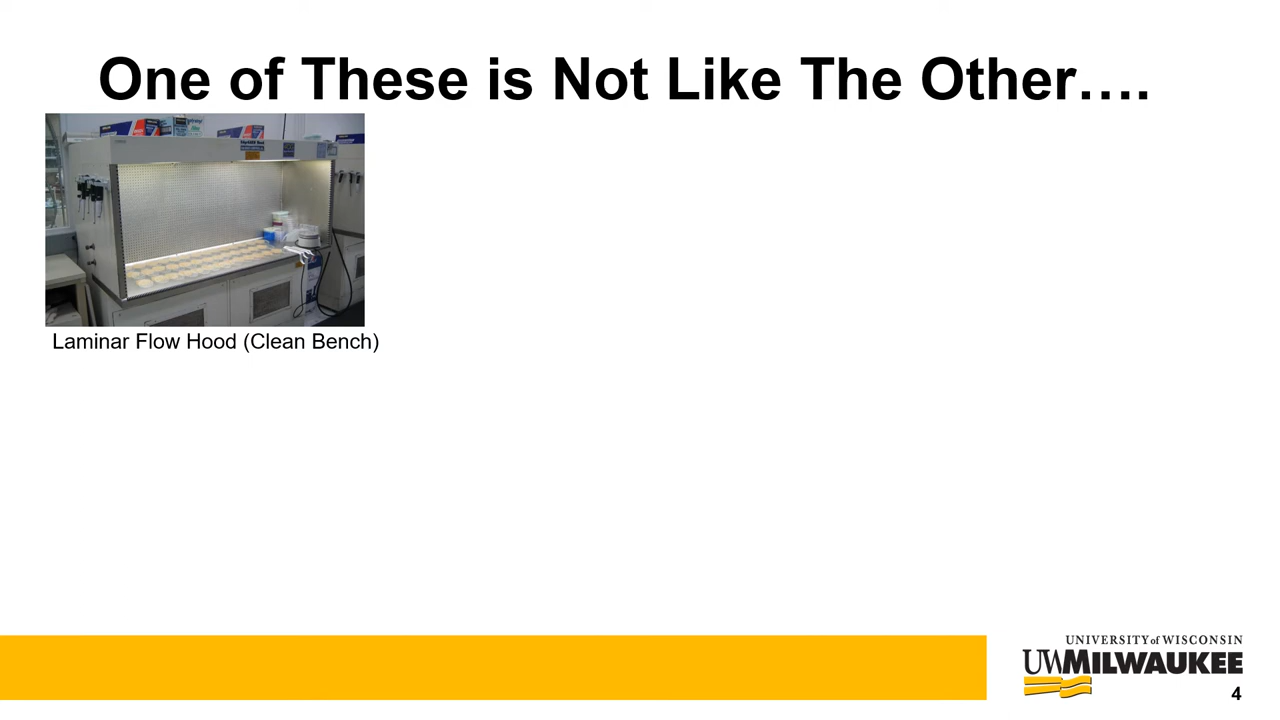 One of These is Not Like The Other….
Laminar Flow Hood (Clean Bench)
UNIVERSITY of WISCONSIN
UWMILWAUKEE
4